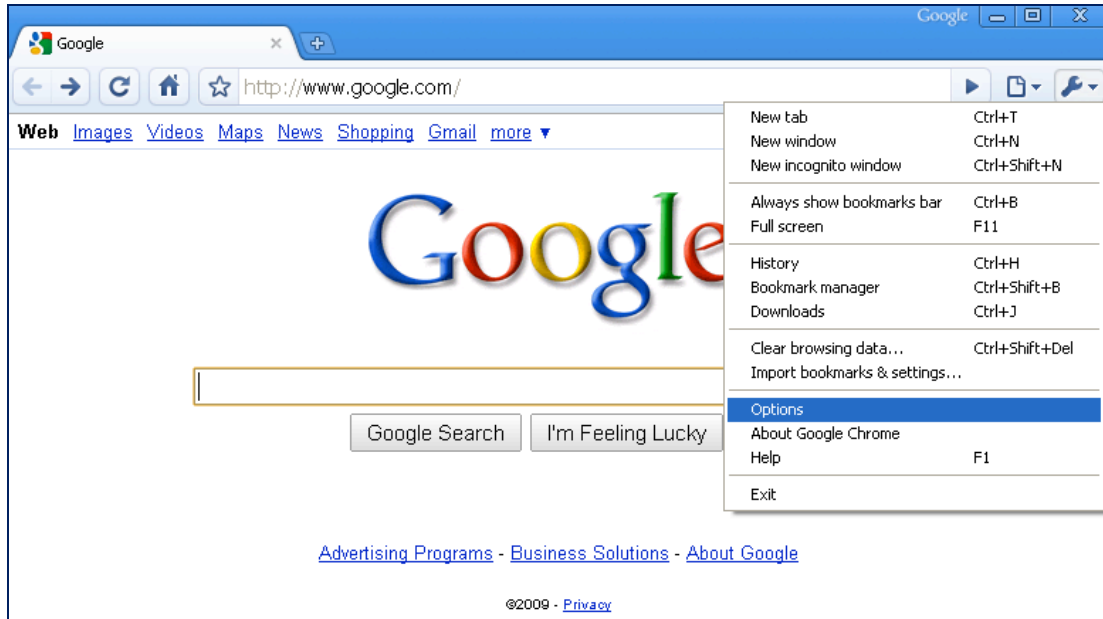 Google
Google
http://www.google.com/
Web Images Videos Maps News Shopping Gmail more ▼
Google
Google Search I'm Feeling Lucky
Advertising Programs - Business Solutions - About Google
©2009 - Privacy
New tab Ctrl+T
New window Ctrl+N
New incognito window Ctrl+Shift+N
Always show bookmarks bar Ctrl+B
Full screen F11
History Ctrl+H
Bookmark manager Ctrl+Shift+B
Downloads Ctrl+J
Clear browsing data... Ctrl+Shift+Del
Import bookmarks & settings...
Options
About Google Chrome
Help F1
Exit